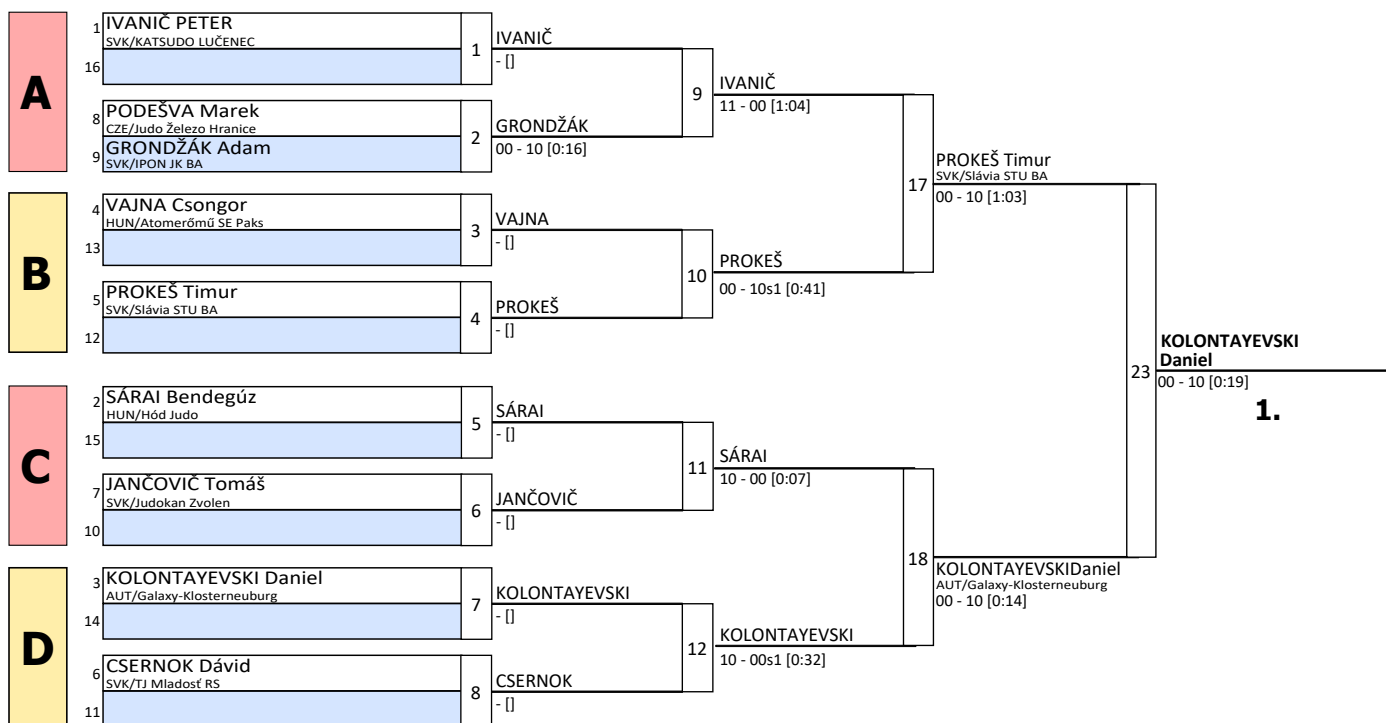 A
1 IVANIČ PETER
SVK/KATSUDO LUČENEC
16
1
IVANIČ
- []
8 PODEŠVA Marek
CZE/Judo Železo Hranice
9 GRONDŽÁK Adam
SVK/IPON JK BA
2
GRONDŽÁK
00 - 10 [0:16]
9
IVANIČ
11 - 00 [1:04]
B
4 VAJNA Csongor
HUN/Atomerőmű SE Paks
13
3
VAJNA
- []
5 PROKEŠ Timur
SVK/Slávia STU BA
12
4
PROKEŠ
- []
10
PROKEŠ
00 - 10s1 [0:41]
17
PROKEŠ Timur
SVK/Slávia STU BA
00 - 10 [1:03]
C
2 SÁRAI Bendegúz
HUN/Hód Judo
15
5
SÁRAI
- []
7 JANČOVIČ Tomáš
SVK/Judokan Zvolen
10
6
JANČOVIČ
- []
11
SÁRAI
10 - 00 [0:07]
D
3 KOLONTAYEVSKI Daniel
AUT/Galaxy-Klosterneuburg
14
7
KOLONTAYEVSKI
- []
6 CSERNOK Dávid
SVK/TJ Mladosť RS
11
8
CSERNOK
- []
12
KOLONTAYEVSKI
10 - 00s1 [0:32]
18
KOLONTAYEVSKIDaniel
AUT/Galaxy-Klosterneuburg
00 - 10 [0:14]
23
KOLONTAYEVSKI
Daniel
00 - 10 [0:19]
1.